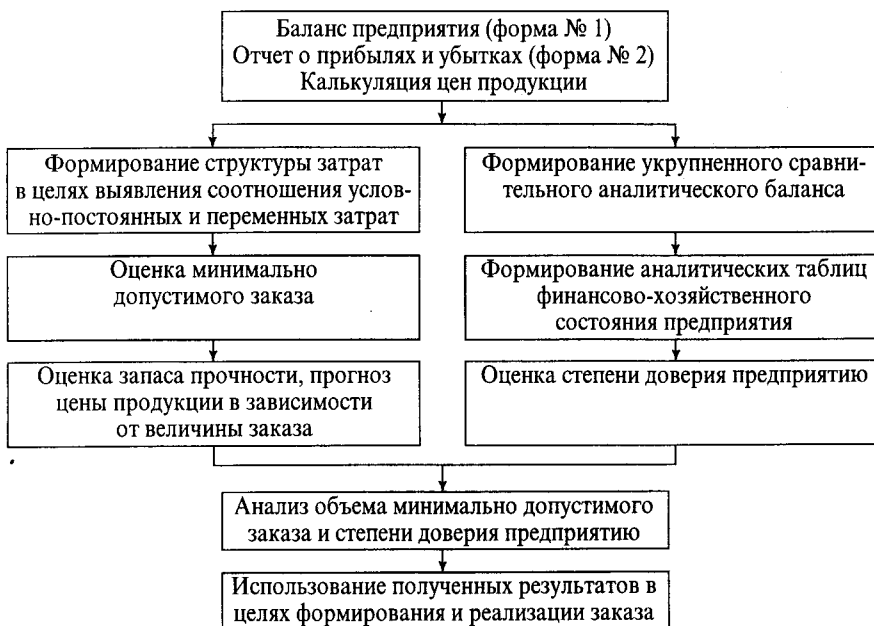 Баланс предприятия (форма № 1)
Отчет о прибылях и убытках (форма № 2)
Калькуляция цен продукции
Формирование структуры затрат
в целях выявления соотношения услов-
но-постоянных и переменных затрат
Оценка минимально
допустимого заказа
Оценка запаса прочности, прогноз
цены продукции в зависимости
от величины заказа
Формирование укрупненного сравни-
тельного аналитического баланса
Формирование аналитических таблиц
финансово-хозяйственного
состояния предприятия
Оценка степени доверия предприятию
Анализ объема минимально допустимого
заказа и степени доверия предприятию
Использование полученных результатов в
целях формирования и реализации заказа